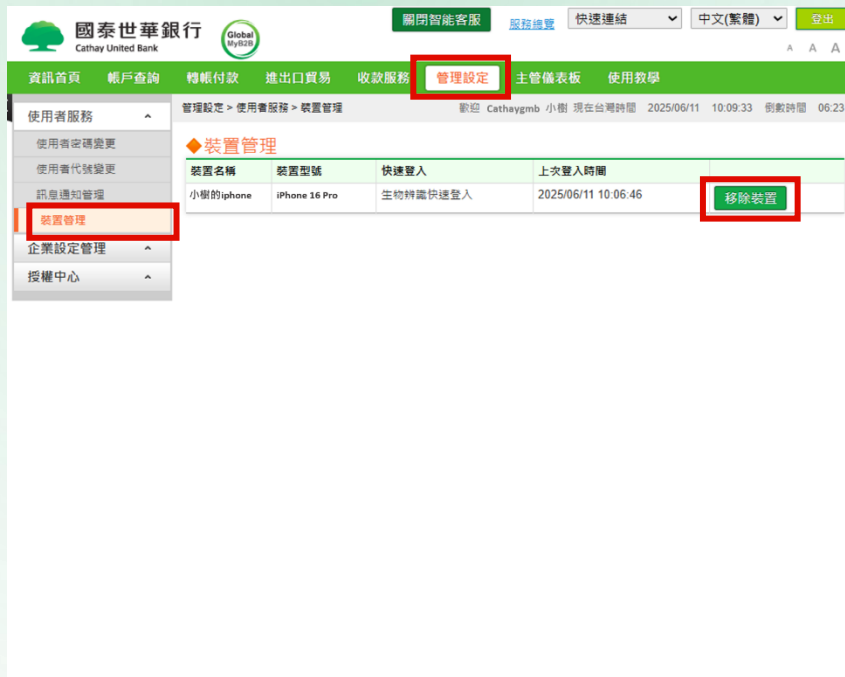 國泰世華銀行
Cathay United Bank
Global MyB2B
關閉智能客服 服務總覽 快速連結 中文(繁體) 登出
A A A
資訊首頁 帳戶查詢 轉帳付款 進出口貿易 收款服務 管理設定 主管儀表板 使用教學
管理設定 > 使用者服務 > 裝置管理 歡迎 Cathaygmb 小樹 現在台灣時間 2025/06/11 10:09:33 倒數時間 06:23
使用者服務
使用者密碼變更
使用者代號變更
訊息通知管理
裝置管理
企業設定管理
授權中心
◆裝置管理
裝置名稱 裝置型號 快速登入 上次登入時間
小樹的iphone iPhone 16 Pro 生物辨識快速登入 2025/06/11 10:06:46 移除裝置